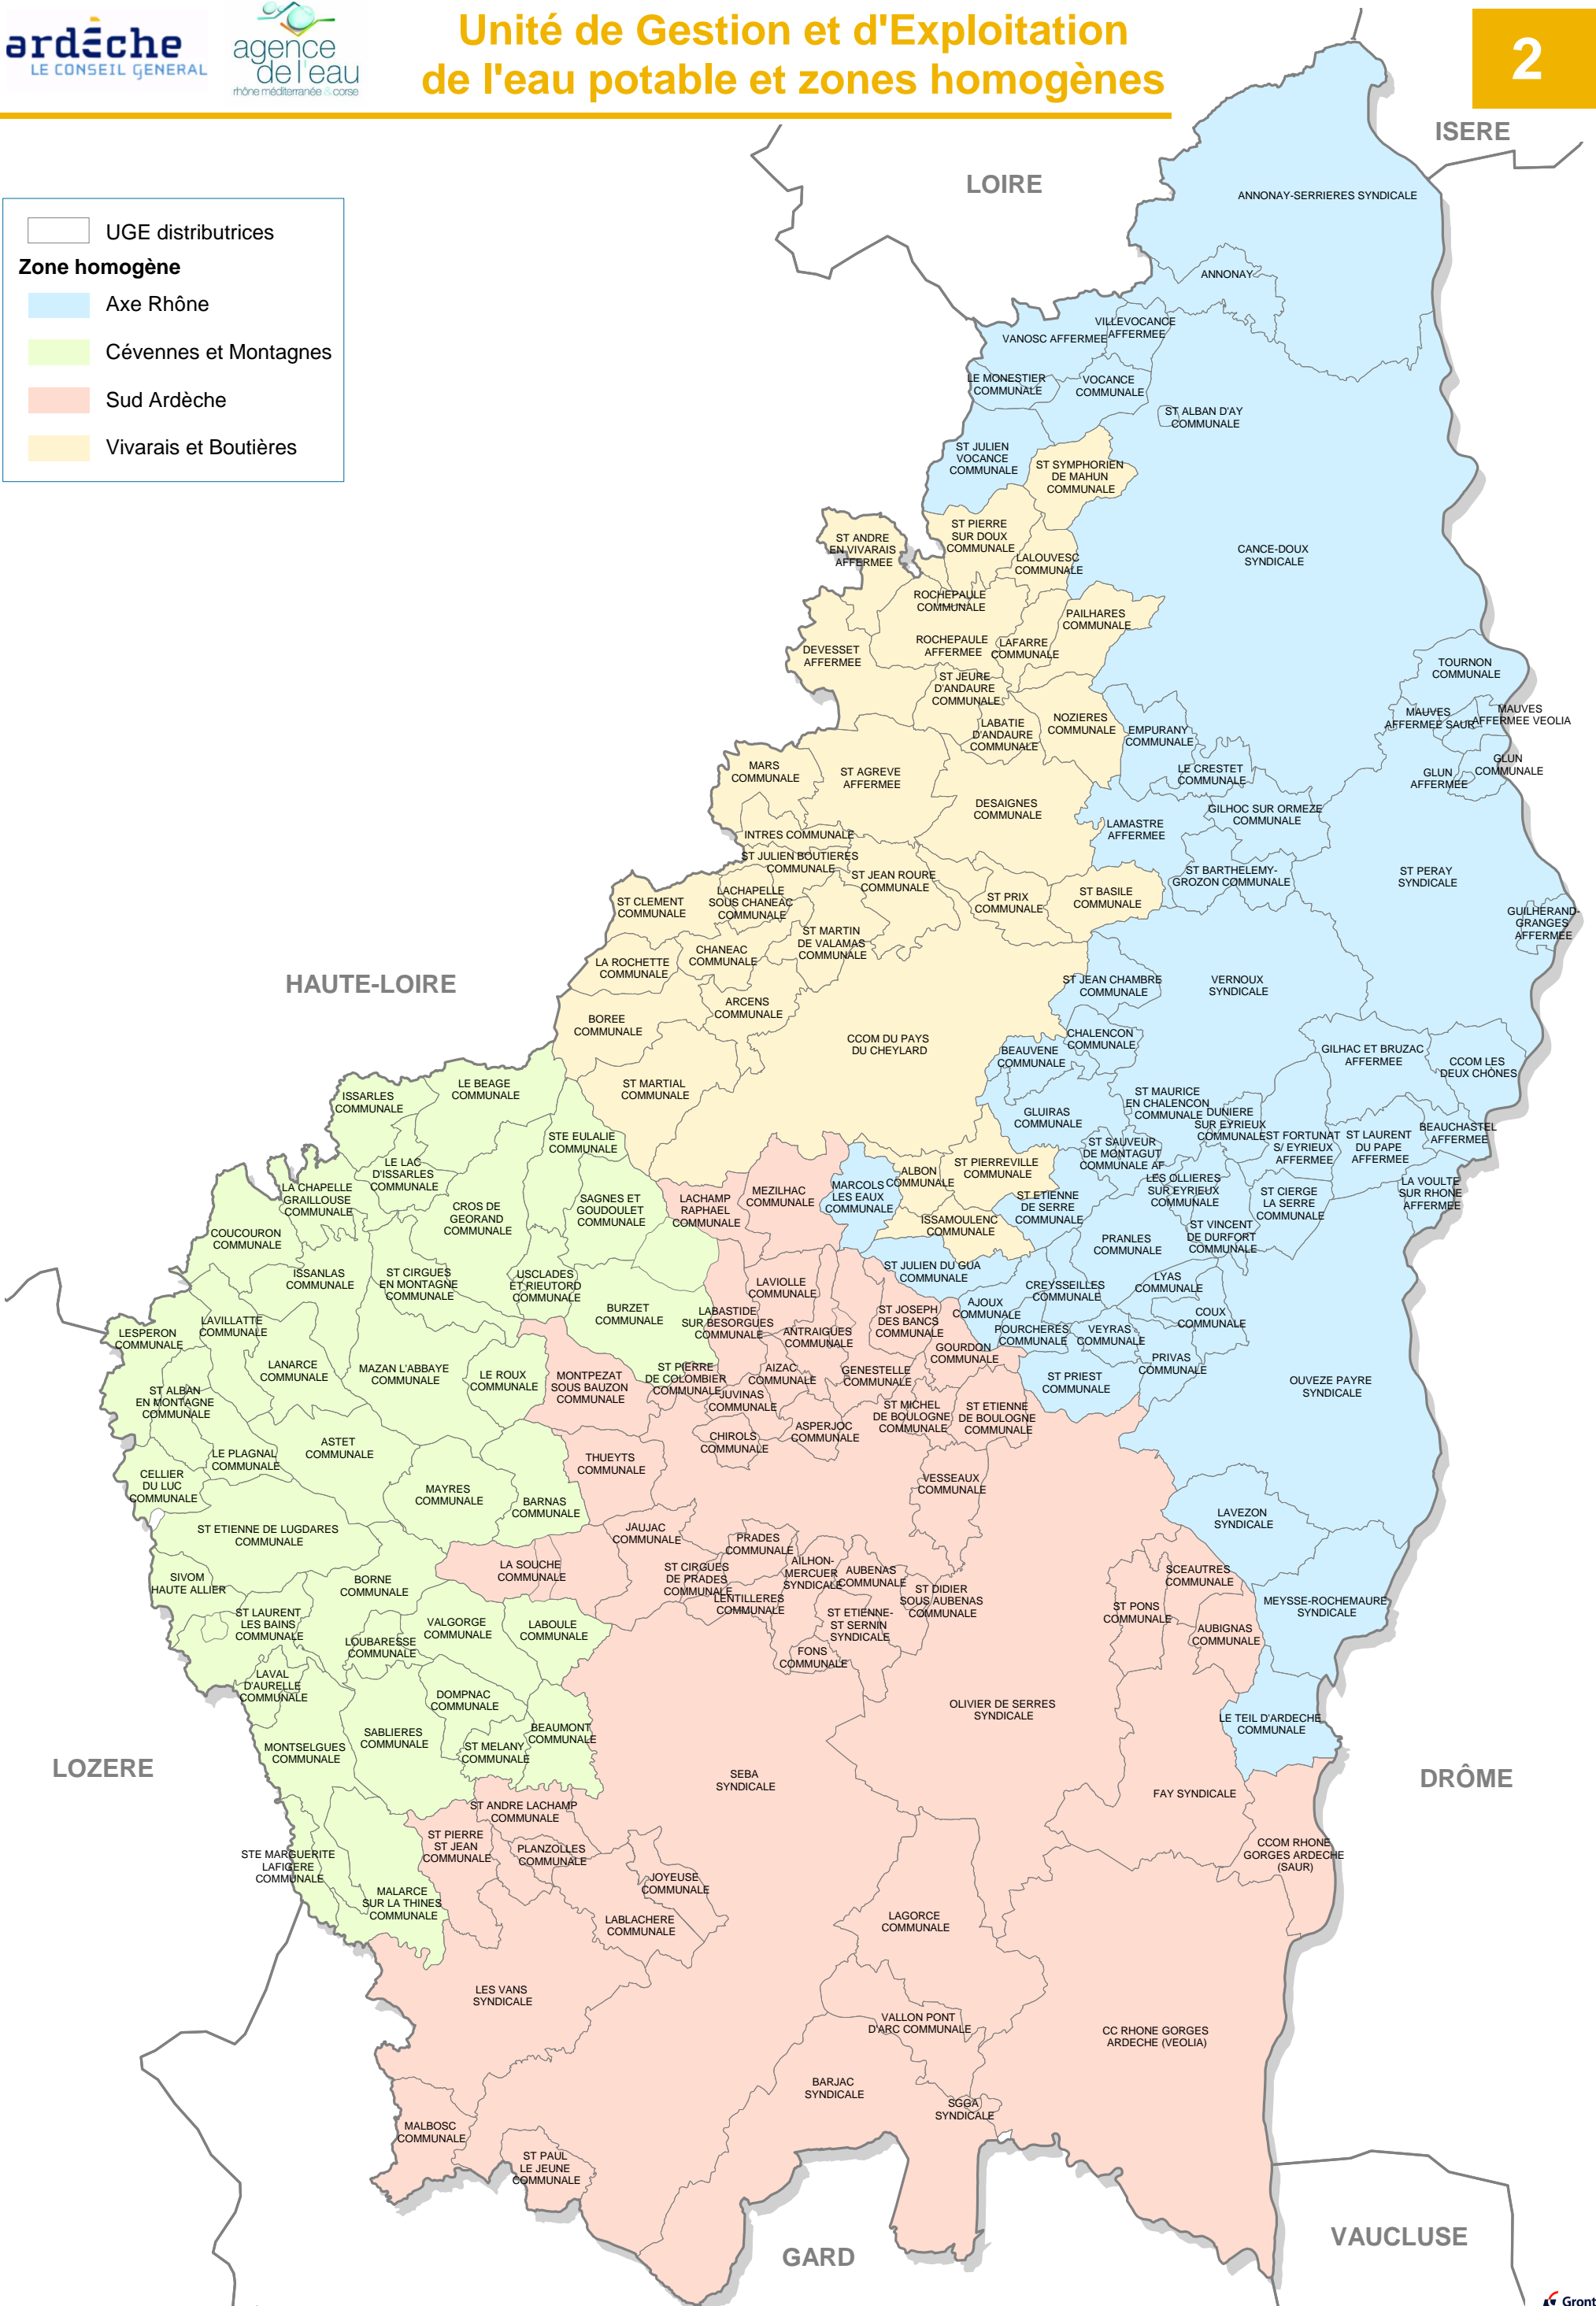 ardèche
LE CONSEIL GENERAL
agence
de l'eau
rhône méditerranée & corse
Unité de Gestion et d'Exploitation
de l'eau potable et zones homogènes
2
UGE distributrices
Zone homogène
Axe Rhône
Cévennes et Montagnes
Sud Ardèche
Vivarais et Boutières
ISERE
LOIRE
HAUTE-LOIRE
LOZERE
DRÔME
GARD
VAUCLUSE
ANNONAY-SERRIERES SYNDICALE
ANNONAY
VILLEVOCANCE
AFFERMEE
VANOSC AFFERMEE
LE MONESTIER
COMMUNALE
VOCANCE
COMMUNALE
ST ALBAN D'AY
COMMUNALE
ST JULIEN
VOCANCE
COMMUNALE
ST SYMPHORIEN
DE MAHUN
COMMUNALE
ST PIERRE
SUR DOUX
COMMUNALE
ST ANDRE
EN VIVARAIS
AFFERMEE
LALOUVESC
COMMUNALE
CANCE-DOUX
SYNDICALE
ROCHEPAULE
COMMUNALE
PAILHARES
COMMUNALE
ROCHEPAULE
AFFERMEE
LAFARRE
COMMUNALE
DEVESSET
AFFERMEE
TOURNON
COMMUNALE
ST JEURE
D'ANDAURE
COMMUNALE
LABATIE
D'ANDAURE
COMMUNALE
NOZIERES
COMMUNALE
EMPURANY
COMMUNALE
MAUVES
AFFERMEE SAUR
MAUVES
AFFERMEE VEOLIA
MARS
COMMUNALE
ST AGREVE
AFFERMEE
LE CRESTET
COMMUNALE
GLUN
AFFERMEE
GLUN
COMMUNALE
DESAIGNES
COMMUNALE
GILHOC SUR ORMEZE
COMMUNALE
LAMASTRE
AFFERMEE
INTRES COMMUNALE
ST JULIEN BOUTIERES
COMMUNALE
ST JEAN ROURE
COMMUNALE
ST BARTHELEMY-
GROZON COMMUNALE
ST PERAY
SYNDICALE
LACHAPELLE
SOUS CHANEAC
COMMUNALE
ST CLEMENT
COMMUNALE
ST PRIX
COMMUNALE
ST BASILE
COMMUNALE
GUILHERAND-
GRANGES
AFFERMEE
ST MARTIN
DE VALAMAS
COMMUNALE
CHANEAC
COMMUNALE
LA ROCHETTE
COMMUNALE
ST JEAN CHAMBRE
COMMUNALE
VERNOUX
SYNDICALE
ARCENS
COMMUNALE
BOREE
COMMUNALE
CCOM DU PAYS
DU CHEYLARD
CHALENCON
COMMUNALE
BEAUVENE
COMMUNALE
GILHAC ET BRUZAC
AFFERMEE
CCOM LES
DEUX CHÔNES
ST MARTIAL
COMMUNALE
LE BEAGE
COMMUNALE
ISSARLES
COMMUNALE
ST MAURICE
EN CHALENCON
COMMUNALE
GLUIRAS
COMMUNALE
DUNIERE
SUR EYRIEUX
COMMUNALE
ST FORTUNAT
S/ EYRIEUX
AFFERMEE
ST LAURENT
DU PAPE
AFFERMEE
BEAUCHASTEL
AFFERMEE
STE EULALIE
COMMUNALE
ST SAUVEUR
DE MONTAGUT
COMMUNALE AF
LE LAC
D'ISSARLES
COMMUNALE
ALBON
COMMUNALE
ST PIERREVILLE
COMMUNALE
LES OLLIERES
SUR EYRIEUX
COMMUNALE
LA VOULTE
SUR RHONE
AFFERMEE
LA CHAPELLE
GRAILLOUSE
COMMUNALE
SAGNES ET
GOUDOULET
COMMUNALE
LACHAMP
RAPHAEL
COMMUNALE
MEZILHAC
COMMUNALE
MARCOLS
LES EAUX
COMMUNALE
ST ETIENNE
DE SERRE
COMMUNALE
ST CIERGE
LA SERRE
COMMUNALE
CROS DE
GEORAND
COMMUNALE
ISSAMOULENC
COMMUNALE
ST VINCENT
DE DURFORT
COMMUNALE
COUCOURON
COMMUNALE
PRANLES
COMMUNALE
ISSANLAS
COMMUNALE
ST CIRGUES
EN MONTAGNE
COMMUNALE
USCLADES
ET RIEUTORD
COMMUNALE
LAVIOLLE
COMMUNALE
ST JULIEN DU GUA
COMMUNALE
CREYSSEILLES
COMMUNALE
LYAS
COMMUNALE
BURZET
COMMUNALE
LABASTIDE
SUR BESORGUES
COMMUNALE
ST JOSEPH
DES BANCS
COMMUNALE
AJOUX
COMMUNALE
COUX
COMMUNALE
LAVILLATTE
COMMUNALE
LESPERON
COMMUNALE
ANTRAIGUES
COMMUNALE
POURCHERES
COMMUNALE
VEYRAS
COMMUNALE
GOURDON
COMMUNALE
PRIVAS
COMMUNALE
LANARCE
COMMUNALE
MAZAN L'ABBAYE
COMMUNALE
LE ROUX
COMMUNALE
MONTPEZAT
SOUS BAUZON
COMMUNALE
ST PIERRE
DE COLOMBIER
COMMUNALE
AIZAC
COMMUNALE
GENESTELLE
COMMUNALE
ST PRIEST
COMMUNALE
OUVEZE PAYRE
SYNDICALE
ST ALBAN
EN MONTAGNE
COMMUNALE
JUVINAS
COMMUNALE
ST MICHEL
DE BOULOGNE
COMMUNALE
ST ETIENNE
DE BOULOGNE
COMMUNALE
ASPERJOC
COMMUNALE
CHIROLS
COMMUNALE
ASTET
COMMUNALE
LE PLAGNAL
COMMUNALE
THUEYTS
COMMUNALE
CELLIER
DU LUC
COMMUNALE
VESSEAUX
COMMUNALE
MAYRES
COMMUNALE
BARNAS
COMMUNALE
LAVEZON
SYNDICALE
ST ETIENNE DE LUGDARES
COMMUNALE
JAUJAC
COMMUNALE
PRADES
COMMUNALE
LA SOUCHE
COMMUNALE
ST CIRGUES
DE PRADES
COMMUNALE
AILHON-
MERCUER
SYNDICALE
AUBENAS
COMMUNALE
SCEAUTRES
COMMUNALE
SIVOM
HAUTE ALLIER
BORNE
COMMUNALE
LENTILLERES
COMMUNALE
ST DIDIER
SOUS AUBENAS
COMMUNALE
ST PONS
COMMUNALE
MEYSSE-ROCHEMAURE
SYNDICALE
ST LAURENT
LES BAINS
COMMUNALE
VALGORGE
COMMUNALE
LABOULE
COMMUNALE
ST ETIENNE-
ST SERNIN
SYNDICALE
AUBIGNAS
COMMUNALE
LOUBARESSE
COMMUNALE
FONS
COMMUNALE
LAVAL
D'AURELLE
COMMUNALE
DOMPNAC
COMMUNALE
OLIVIER DE SERRES
SYNDICALE
LE TEIL D'ARDECHE
COMMUNALE
SABLIERES
COMMUNALE
BEAUMONT
COMMUNALE
MONTSELGUES
COMMUNALE
ST MELANY
COMMUNALE
SEBA
SYNDICALE
FAY SYNDICALE
ST ANDRE LACHAMP
COMMUNALE
ST PIERRE
ST JEAN
COMMUNALE
PLANZOLLES
COMMUNALE
CCOM RHONE
GORGES ARDECHE
(SAUR)
STE MARGUERITE
LAFIGERE
COMMUNALE
JOYEUSE
COMMUNALE
MALARCE
SUR LA THINES
COMMUNALE
LABLACHERE
COMMUNALE
LAGORCE
COMMUNALE
LES VANS
SYNDICALE
VALLON PONT
D'ARC COMMUNALE
CC RHONE GORGES
ARDECHE (VEOLIA)
BARJAC
SYNDICALE
SGGA
SYNDICALE
MALBOSC
COMMUNALE
ST PAUL
LE JEUNE
COMMUNALE
Gront